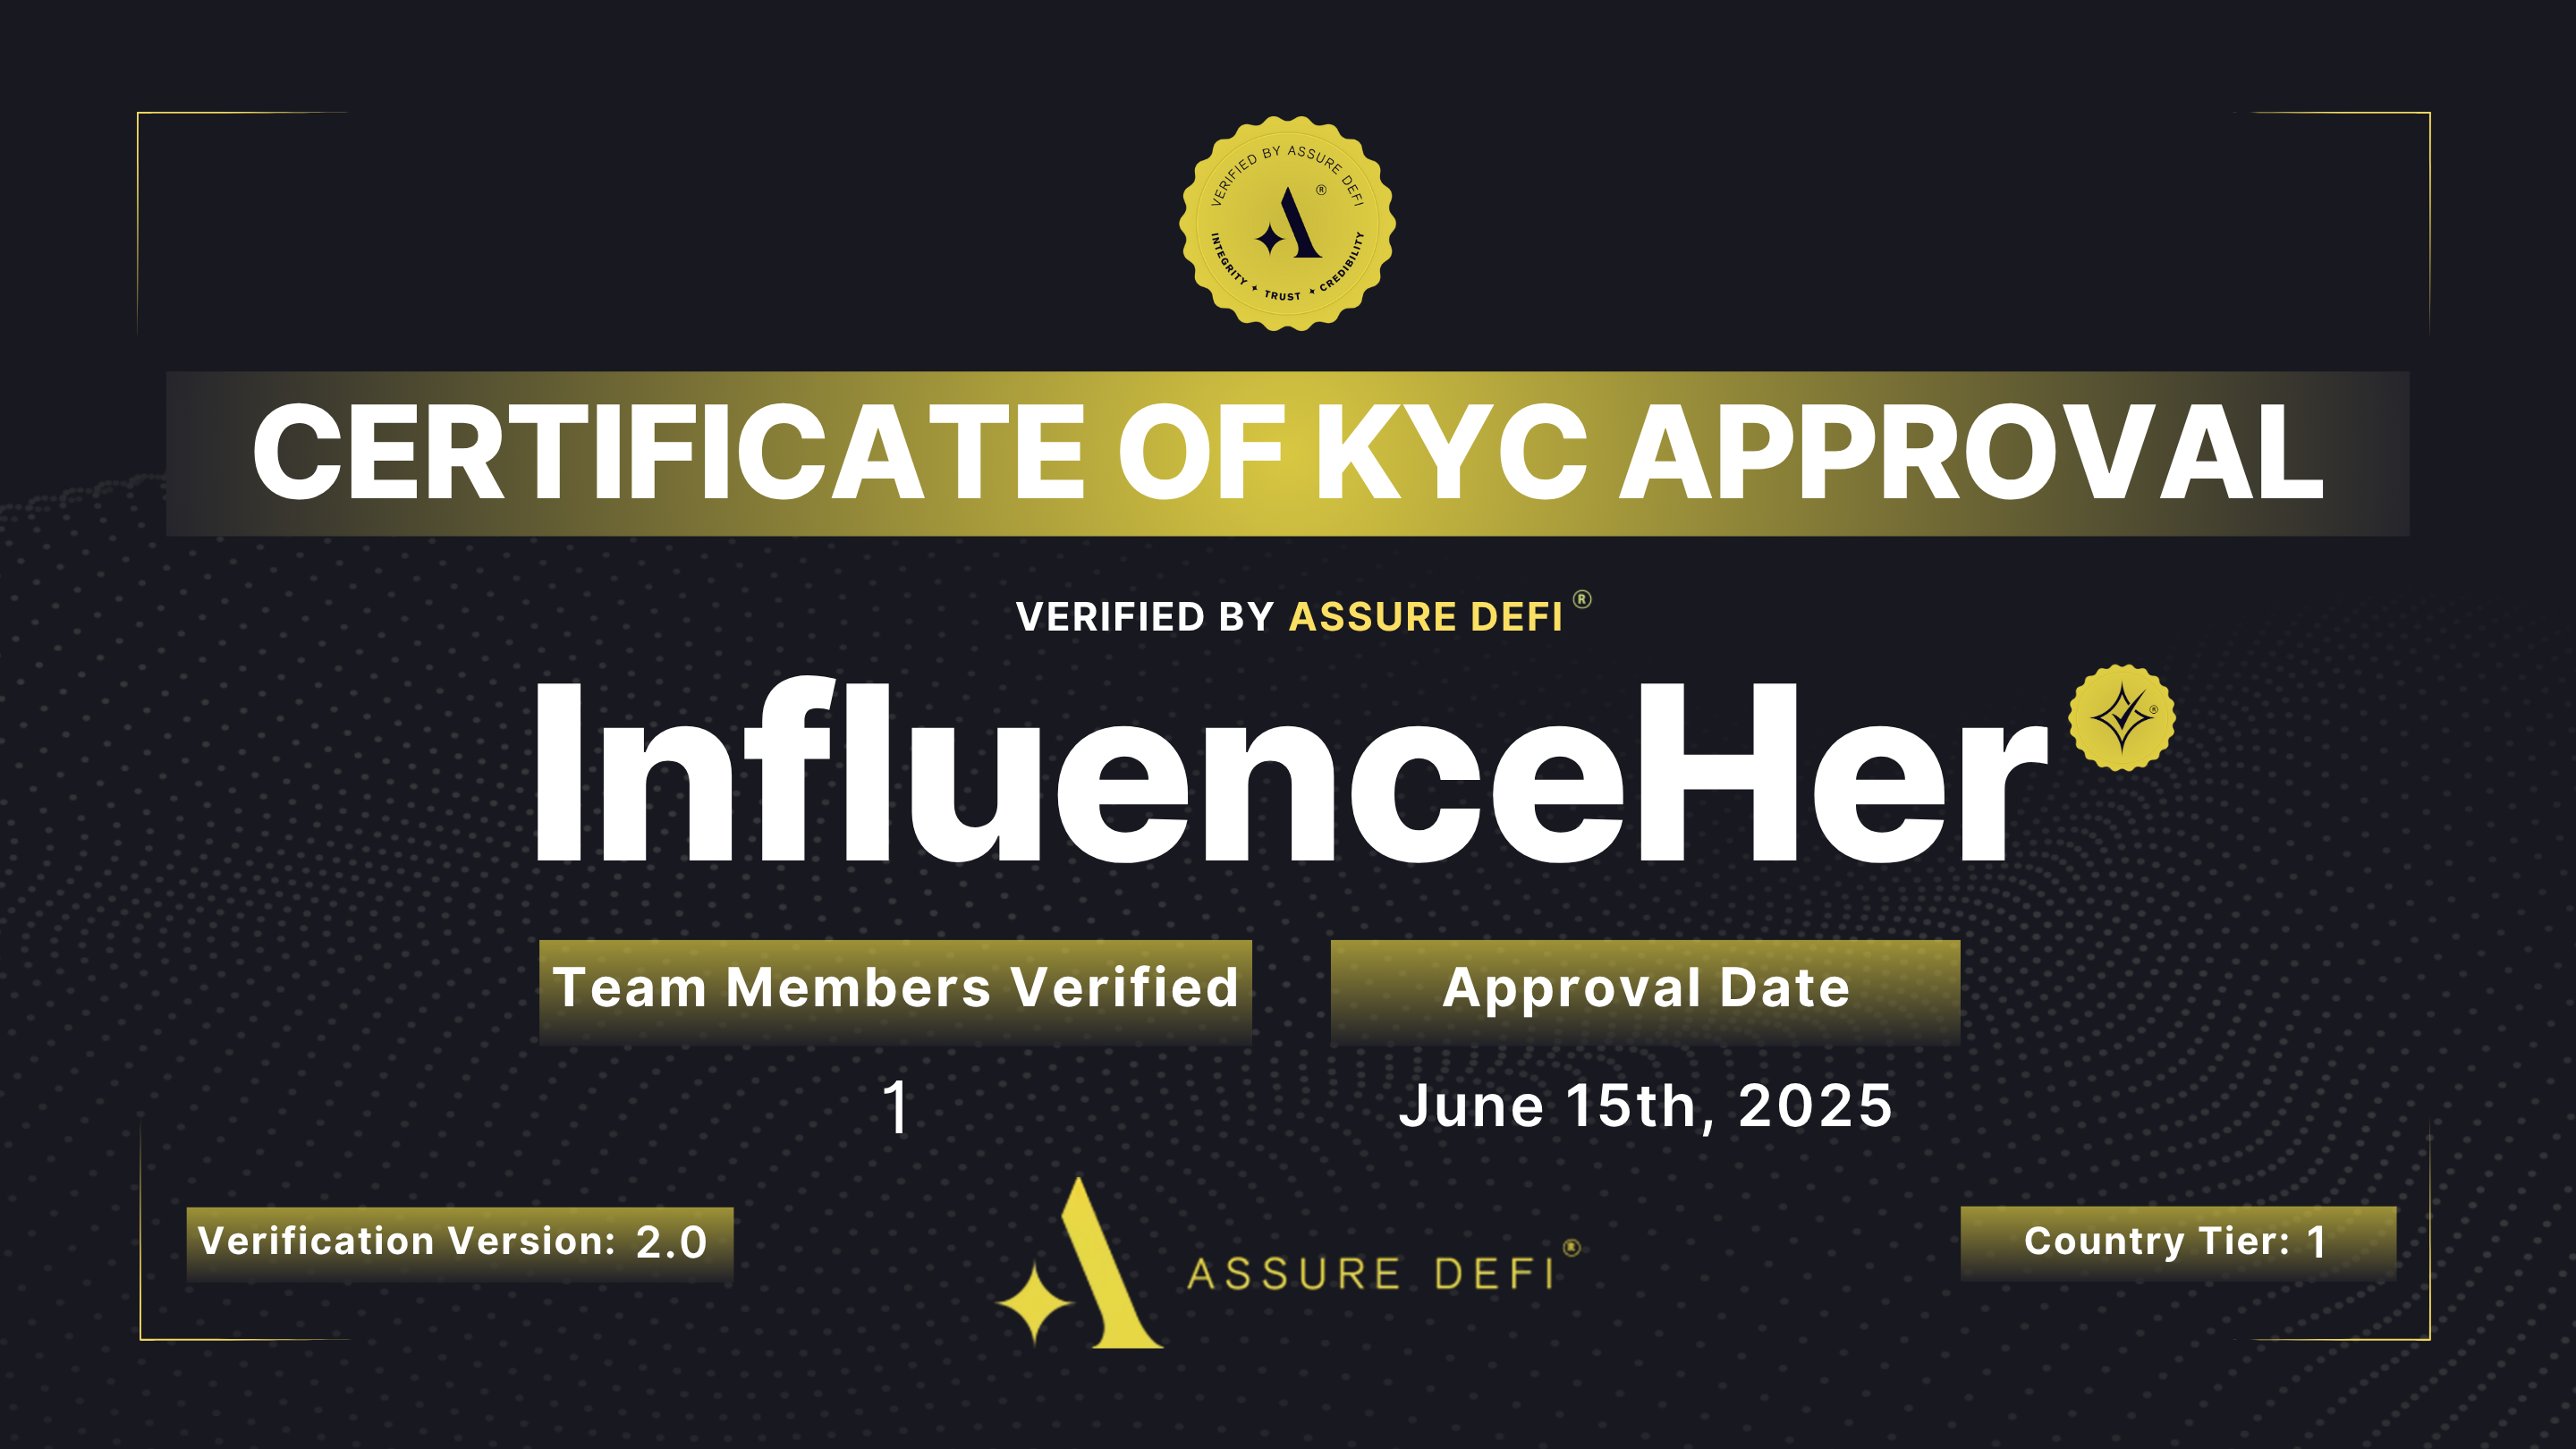 VERIFIED BY ASSURE DEFI
A ®
INTEGRITY ✦ TRUST ✦ CREDIBILITY
CERTIFICATE OF KYC APPROVAL
VERIFIED BY ASSURE DEFI ®
InfluenceHer ®
Team Members Verified
1
Approval Date
June 15th, 2025
Verification Version: 2.0
ASSURE DEFI ®
Country Tier: 1